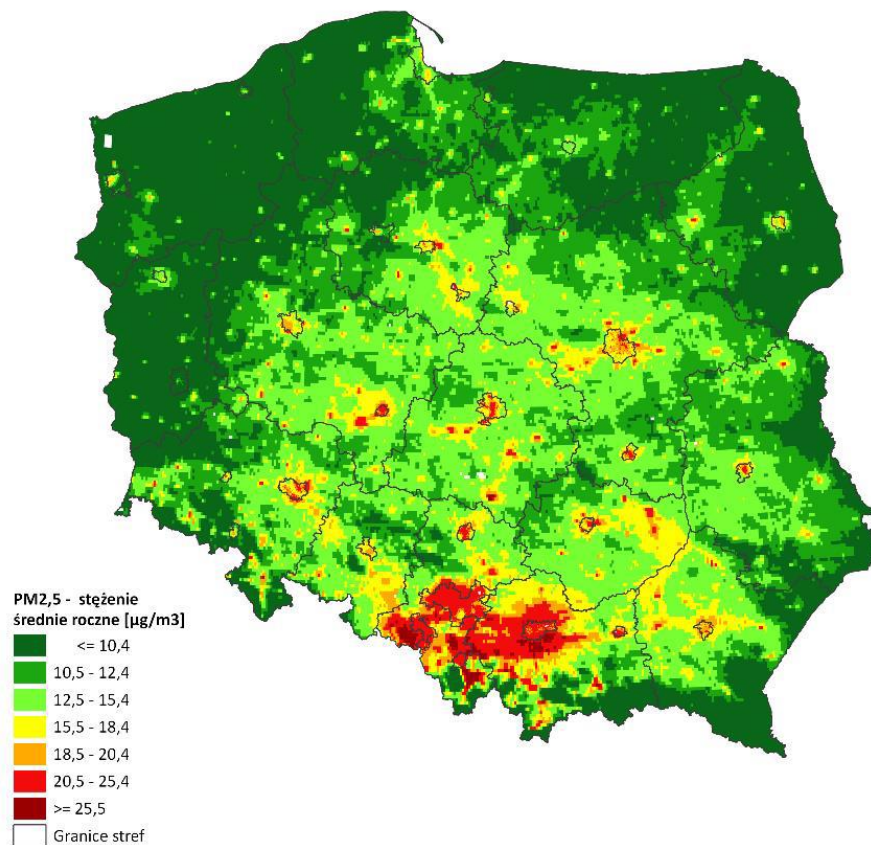 PM2,5 - stężenie
średnie roczne [µg/m3]
<= 10,4
10,5 - 12,4
12,5 - 15,4
15,5 - 18,4
18,5 - 20,4
20,5 - 25,4
>= 25,5
Granice stref